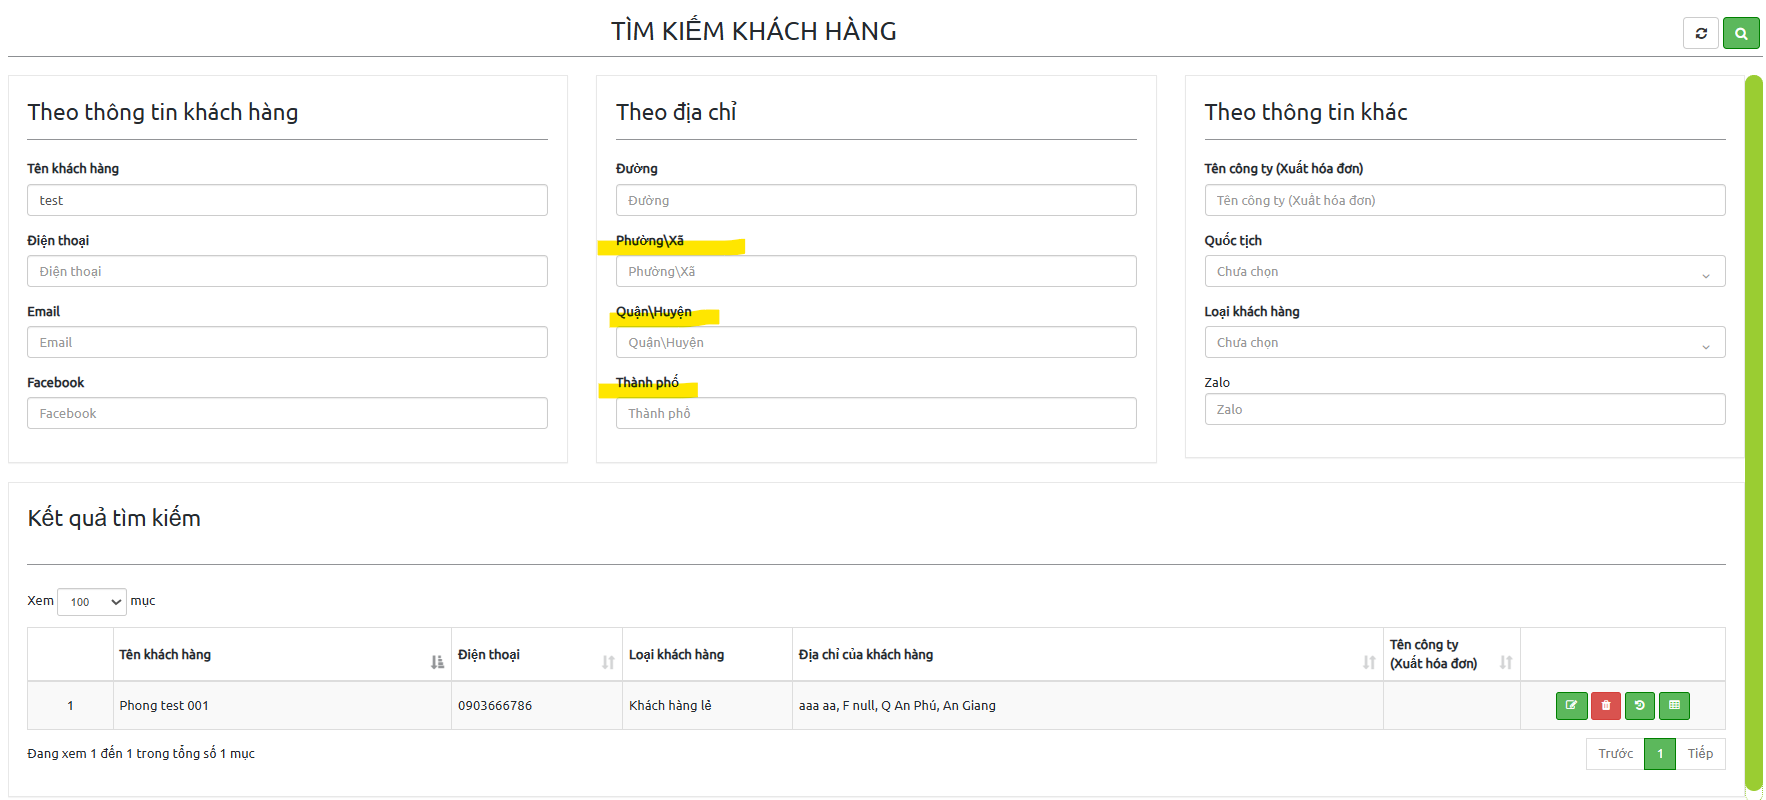 TÌM KIẾM KHÁCH HÀNG
Theo thông tin khách hàng
Tên khách hàng
test
Điện thoại
Điện thoại
Email
Email
Facebook
Facebook
Theo địa chỉ
Đường
Đường
Phường\Xã
Phường\Xã
Quận\Huyện
Quận\Huyện
Thành phố
Thành phố
Theo thông tin khác
Tên công ty (Xuất hóa đơn)
Tên công ty (Xuất hóa đơn)
Quốc tịch
Chưa chọn
Loại khách hàng
Chưa chọn
Zalo
Zalo
Kết quả tìm kiếm
Xem 100 mục
Tên khách hàng Điện thoại Loại khách hàng Địa chỉ của khách hàng Tên công ty
(Xuất hóa đơn)
1 Phong test 001 0903666786 Khách hàng lẻ aaa aa, F null, Q An Phú, An Giang
Đang xem 1 đến 1 trong tổng số 1 mục
Trước 1 Tiếp